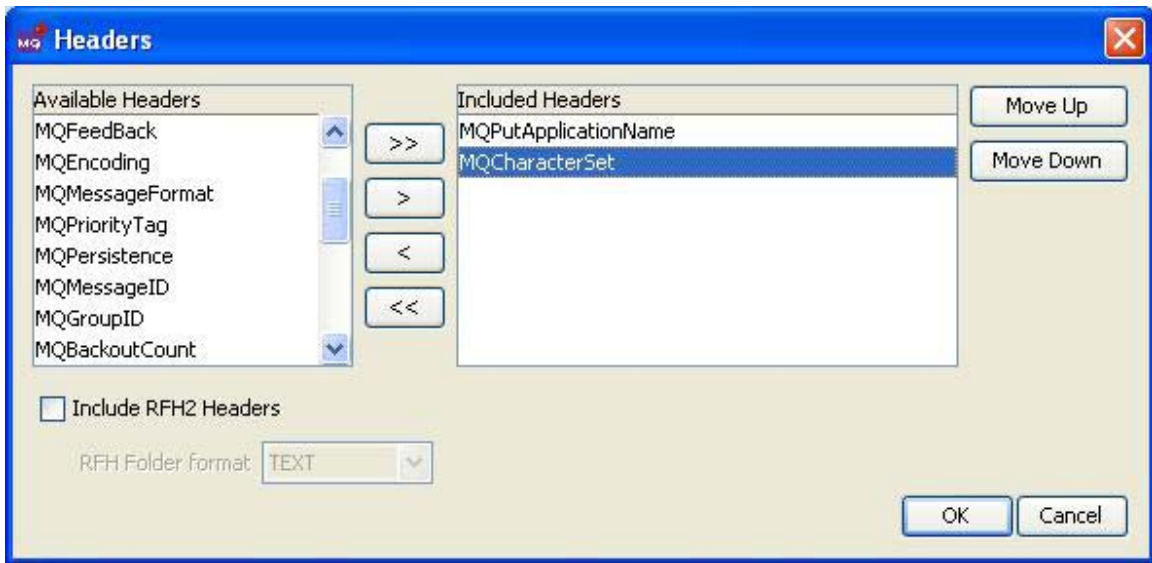 MQ Headers
Available Headers
MQFeedBack
MQEncoding
MQMessageFormat
MQPriorityTag
MQPersistence
MQMessageID
MQGroupID
MQBackoutCount
>>
>
<
<<
Included Headers
MQPutApplicationName
MQCharacterSet
Move Up
Move Down
Include RFH2 Headers
RFH Folder format TEXT
OK Cancel